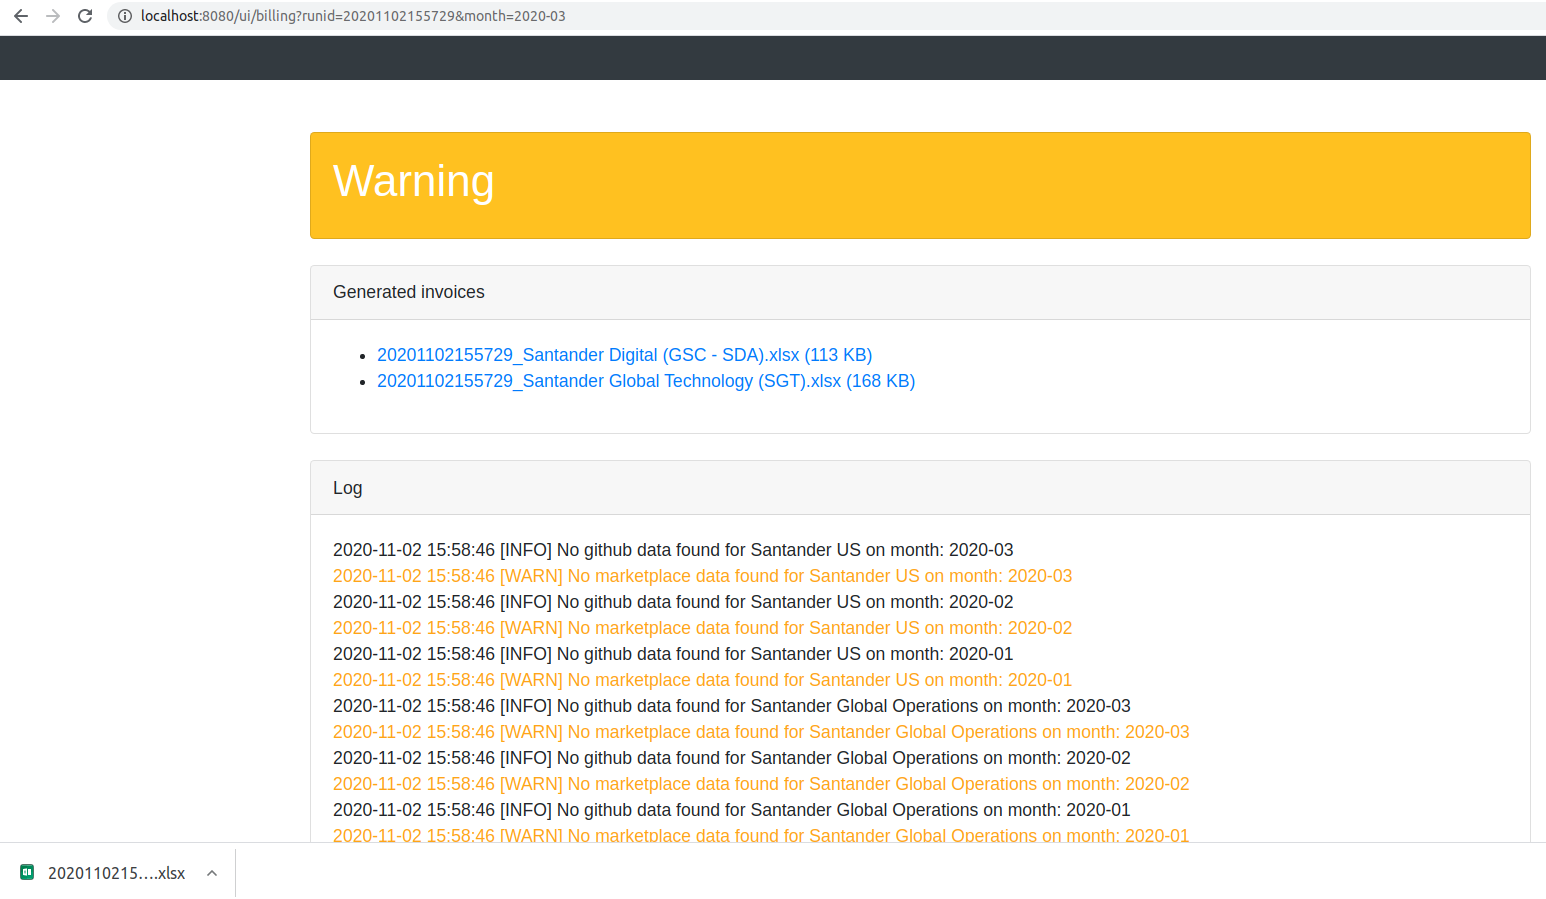 localhost:8080/ui/billing?runid=20201102155729&month=2020-03
Warning
Generated invoices
20201102155729_Santander Digital (GSC - SDA).xlsx (113 KB)
20201102155729_Santander Global Technology (SGT).xlsx (168 KB)
Log
2020-11-02 15:58:46 [INFO] No github data found for Santander US on month: 2020-03
2020-11-02 15:58:46 [WARN] No marketplace data found for Santander US on month: 2020-03
2020-11-02 15:58:46 [INFO] No github data found for Santander US on month: 2020-02
2020-11-02 15:58:46 [WARN] No marketplace data found for Santander US on month: 2020-02
2020-11-02 15:58:46 [INFO] No github data found for Santander US on month: 2020-01
2020-11-02 15:58:46 [WARN] No marketplace data found for Santander US on month: 2020-01
2020-11-02 15:58:46 [INFO] No github data found for Santander Global Operations on month: 2020-03
2020-11-02 15:58:46 [WARN] No marketplace data found for Santander Global Operations on month: 2020-03
2020-11-02 15:58:46 [INFO] No github data found for Santander Global Operations on month: 2020-02
2020-11-02 15:58:46 [WARN] No marketplace data found for Santander Global Operations on month: 2020-02
2020-11-02 15:58:46 [INFO] No github data found for Santander Global Operations on month: 2020-01
2020-11-02 15:58:46 [WARN] No marketplace data found for Santander Global Operations on month: 2020-01
2020110215....xlsx